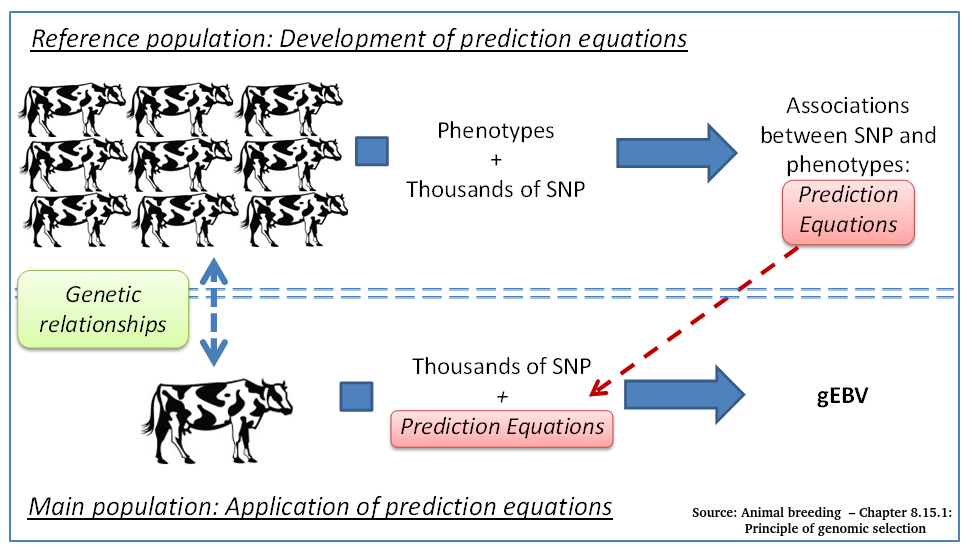 Reference population: Development of prediction equations
Phenotypes
+
Thousands of SNP
Associations
between SNP and
phenotypes:
Prediction
Equations
Genetic
relationships
Thousands of SNP
+
Prediction Equations
gEBV
Main population: Application of prediction equations
Source: Animal breeding – Chapter 8.15.1:
Principle of genomic selection